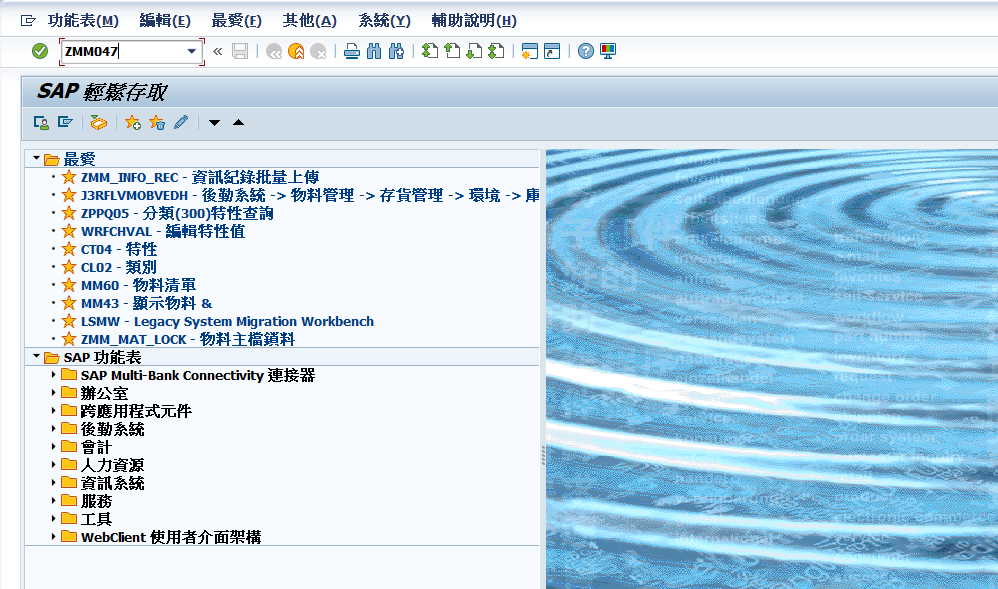 功能表(M) 編輯(E) 最愛(F) 其他(A) 系統(Y) 輔助說明(H)
ZMM047
SAP 輕鬆存取
最愛
ZMM_INFO_REC - 資訊紀錄批量上傳
J3RFLVMOBVEDH - 後勤系統 -> 物料管理 -> 存貨管理 -> 環境 -> 庫
ZPPQ05 - 分類(300)特性查詢
WRFCHVAL - 編輯特性值
CT04 - 特性
CL02 - 類別
MM60 - 物料清單
MM43 - 顯示物料 &
LSMW - Legacy System Migration Workbench
ZMM_MAT_LOCK - 物料主檔鎖料
SAP 功能表
SAP Multi-Bank Connectivity 連接器
辦公室
跨應用程式元件
後勤系統
會計
人力資源
資訊系統
服務
工具
WebClient 使用者介面架構